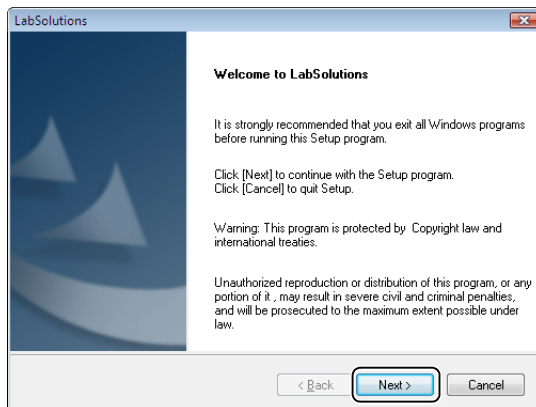 LabSolutions
Welcome to LabSolutions
It is strongly recommended that you exit all Windows programs
before running this Setup program.
Click [Next] to continue with the Setup program.
Click [Cancel] to quit Setup.
Warning: This program is protected by Copyright law and
international treaties.
Unauthorized reproduction or distribution of this program, or any
portion of it , may result in severe civil and criminal penalties,
and will be prosecuted to the maximum extent possible under
law.
< Back Next > Cancel